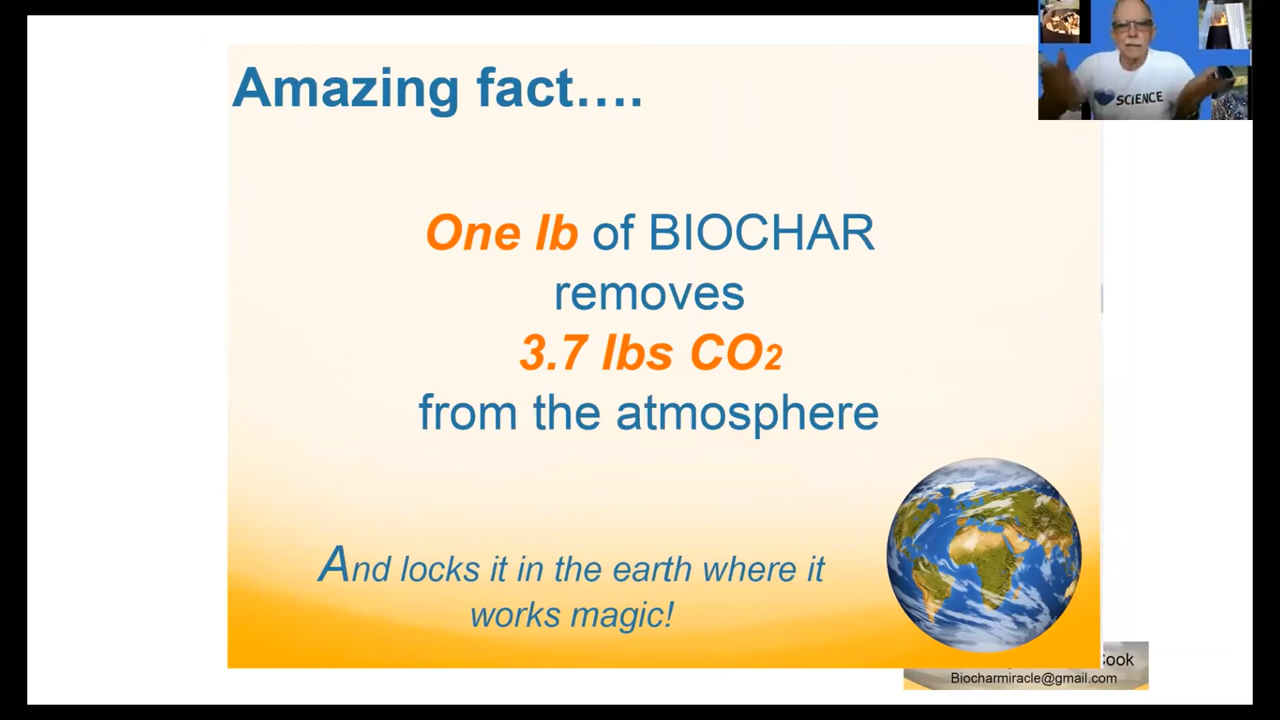 Amazing fact….
SCIENCE
One lb of BIOCHAR
removes
3.7 lbs CO2
from the atmosphere
And locks it in the earth where it
works magic!
Cook
Biocharmiracle@gmail.com